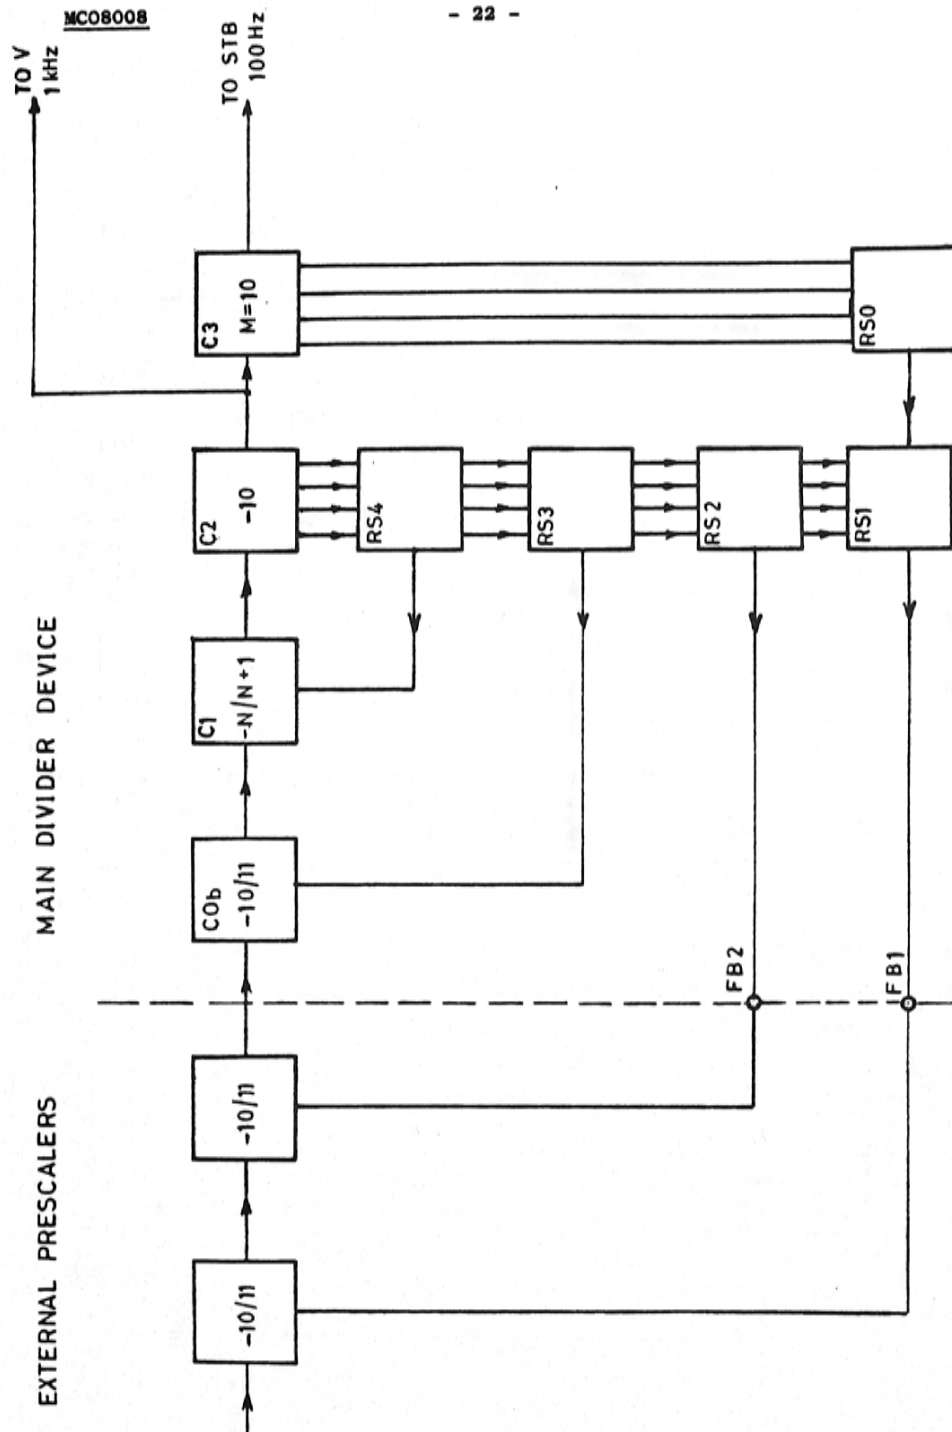 MCO8008
- 22 -
TO V
1 kHz
TO STB
100 Hz
C3
M=10
RS0
C2
-10
RS4
RS3
RS2
RS1
C1
-N/N+1
MAIN DIVIDER DEVICE
C0b
-10/11
FB2
FB1
EXTERNAL PRESCALERS
-10/11
-10/11